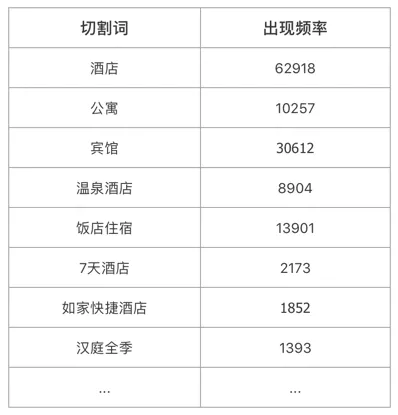 切割词 出现频率
酒店 62918
公寓 10257
宾馆 30612
温泉酒店 8904
饭店住宿 13901
7天酒店 2173
如家快捷酒店 1852
汉庭全季 1393
... ...